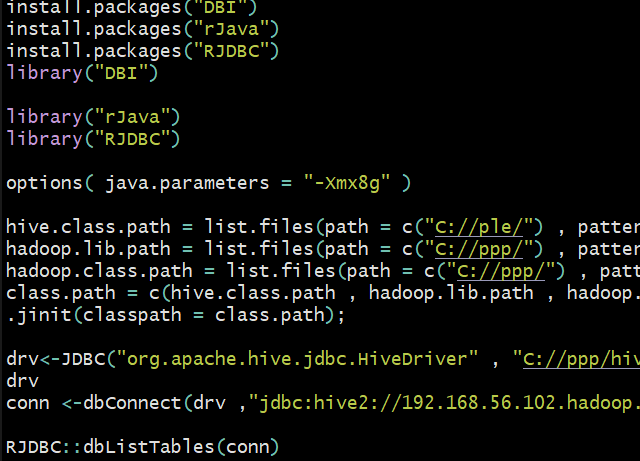 install.packages("DBI")
install.packages("rJava")
install.packages("RJDBC")
library("DBI")
library("rJava")
library("RJDBC")
options( java.parameters = "-Xmx8g" )
hive.class.path = list.files(path = c("C://ple/") , patter
hadoop.lib.path = list.files(path = c("C://ppp/") , patter
hadoop.class.path = list.files(path = c("C://ppp/") , patt
class.path = c(hive.class.path , hadoop.lib.path , hadoop.
.jinit(classpath = class.path);
drv<-JDBC("org.apache.hive.jdbc.HiveDriver" , "C://ppp/hiv
drv
conn <-dbConnect(drv ,"jdbc:hive2://192.168.56.102.hadoop.
RJDBC::dbListTables(conn)